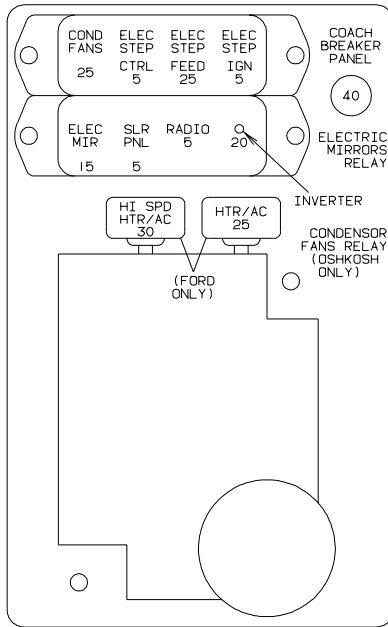 COND FANS 25
ELEC STEP CTRL 5
ELEC STEP FEED 25
ELEC STEP IGN 5
COACH
BREAKER
PANEL
40
ELEC MIR 15
SLR PNL 5
RADIO 5
20
ELECTRIC
MIRRORS
RELAY
INVERTER
HI SPD
HTR/AC
30
HTR/AC
25
(FORD
ONLY)
CONDENSOR
FANS RELAY
(OSHKOSH
ONLY)